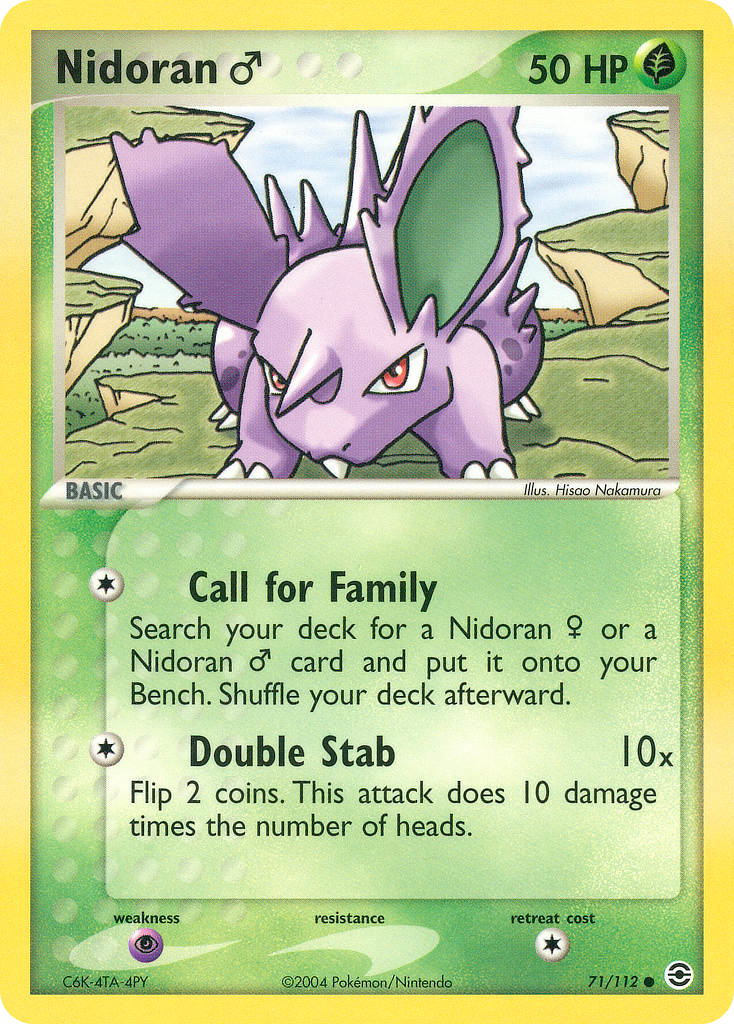 Nidoran ♂ 50 HP
BASIC
Illus. Hisao Nakamura
Call for Family
Search your deck for a Nidoran ♀ or a
Nidoran ♂ card and put it onto your
Bench. Shuffle your deck afterward.
Double Stab 10x
Flip 2 coins. This attack does 10 damage
times the number of heads.
weakness resistance retreat cost
C6K-4TA-4PY ©2004 Pokémon/Nintendo 71/112